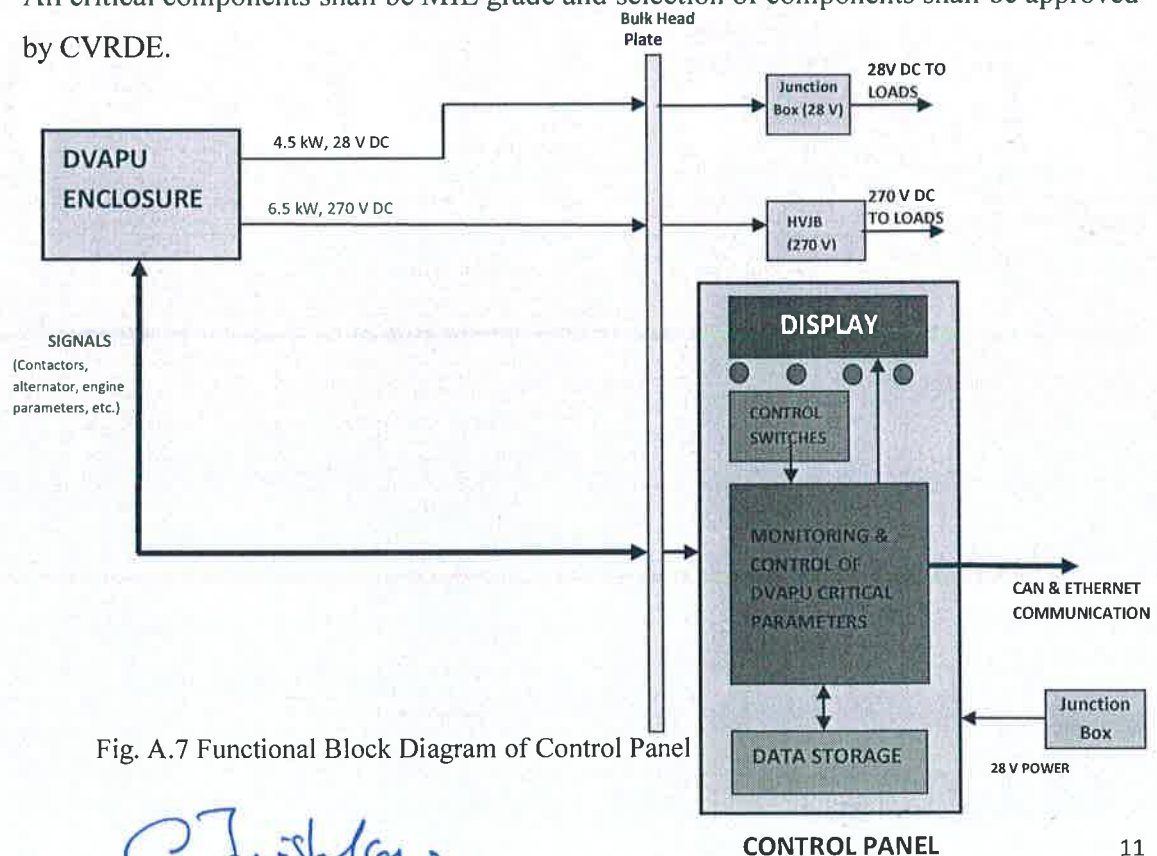 All critical components shall be MIL grade and selection of components shall be approved
by CVRDE.
Bulk Head
Plate
28V DC TO
LOADS
Junction
Box (28 V)
4.5 kW, 28 V DC
DVAPU
ENCLOSURE
6.5 kW, 270 V DC
270 V DC
TO LOADS
HVJB
(270 V)
SIGNALS
(Contactors,
alternator, engine
parameters, etc.)
DISPLAY
CONTROL
SWITCHES
MONITORING &
CONTROL OF
DVAPU CRITICAL
PARAMETERS
CAN & ETHERNET
COMMUNICATION
Junction
Box
28 V POWER
DATA STORAGE
Fig. A.7 Functional Block Diagram of Control Panel
CONTROL PANEL
11